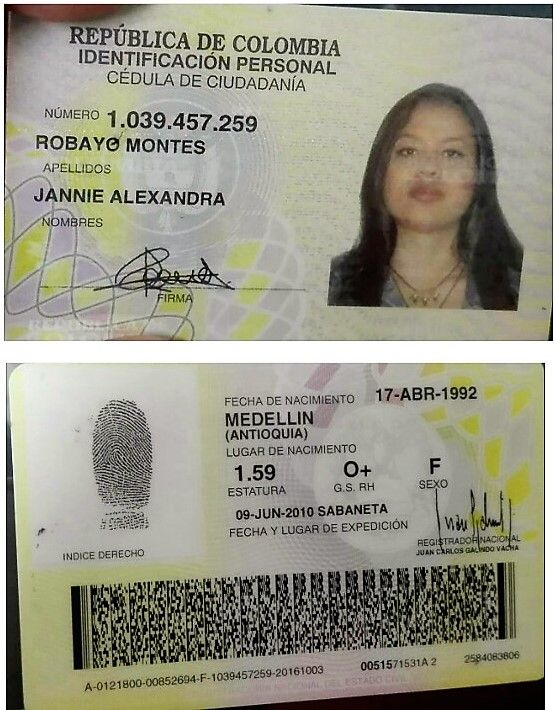 REPÚBLICA DE COLOMBIA
IDENTIFICACIÓN PERSONAL
CÉDULA DE CIUDADANÍA
NÚMERO 1.039.457.259
ROBAYO MONTES
APELLIDOS
JANNIE ALEXANDRA
NOMBRES
FIRMA
FECHA DE NACIMIENTO 17-ABR-1992
MEDELLIN
(ANTIOQUIA)
LUGAR DE NACIMIENTO
1.59 O+ F
ESTATURA G.S. RH SEXO
09-JUN-2010 SABANETA
FECHA Y LUGAR DE EXPEDICIÓN
REGISTRADOR NACIONAL
JUAN CARLOS GALINDO VACHA
INDICE DERECHO
A-0121800-00852694-F-1039457259-20161003 0051571531A 2 2584083806